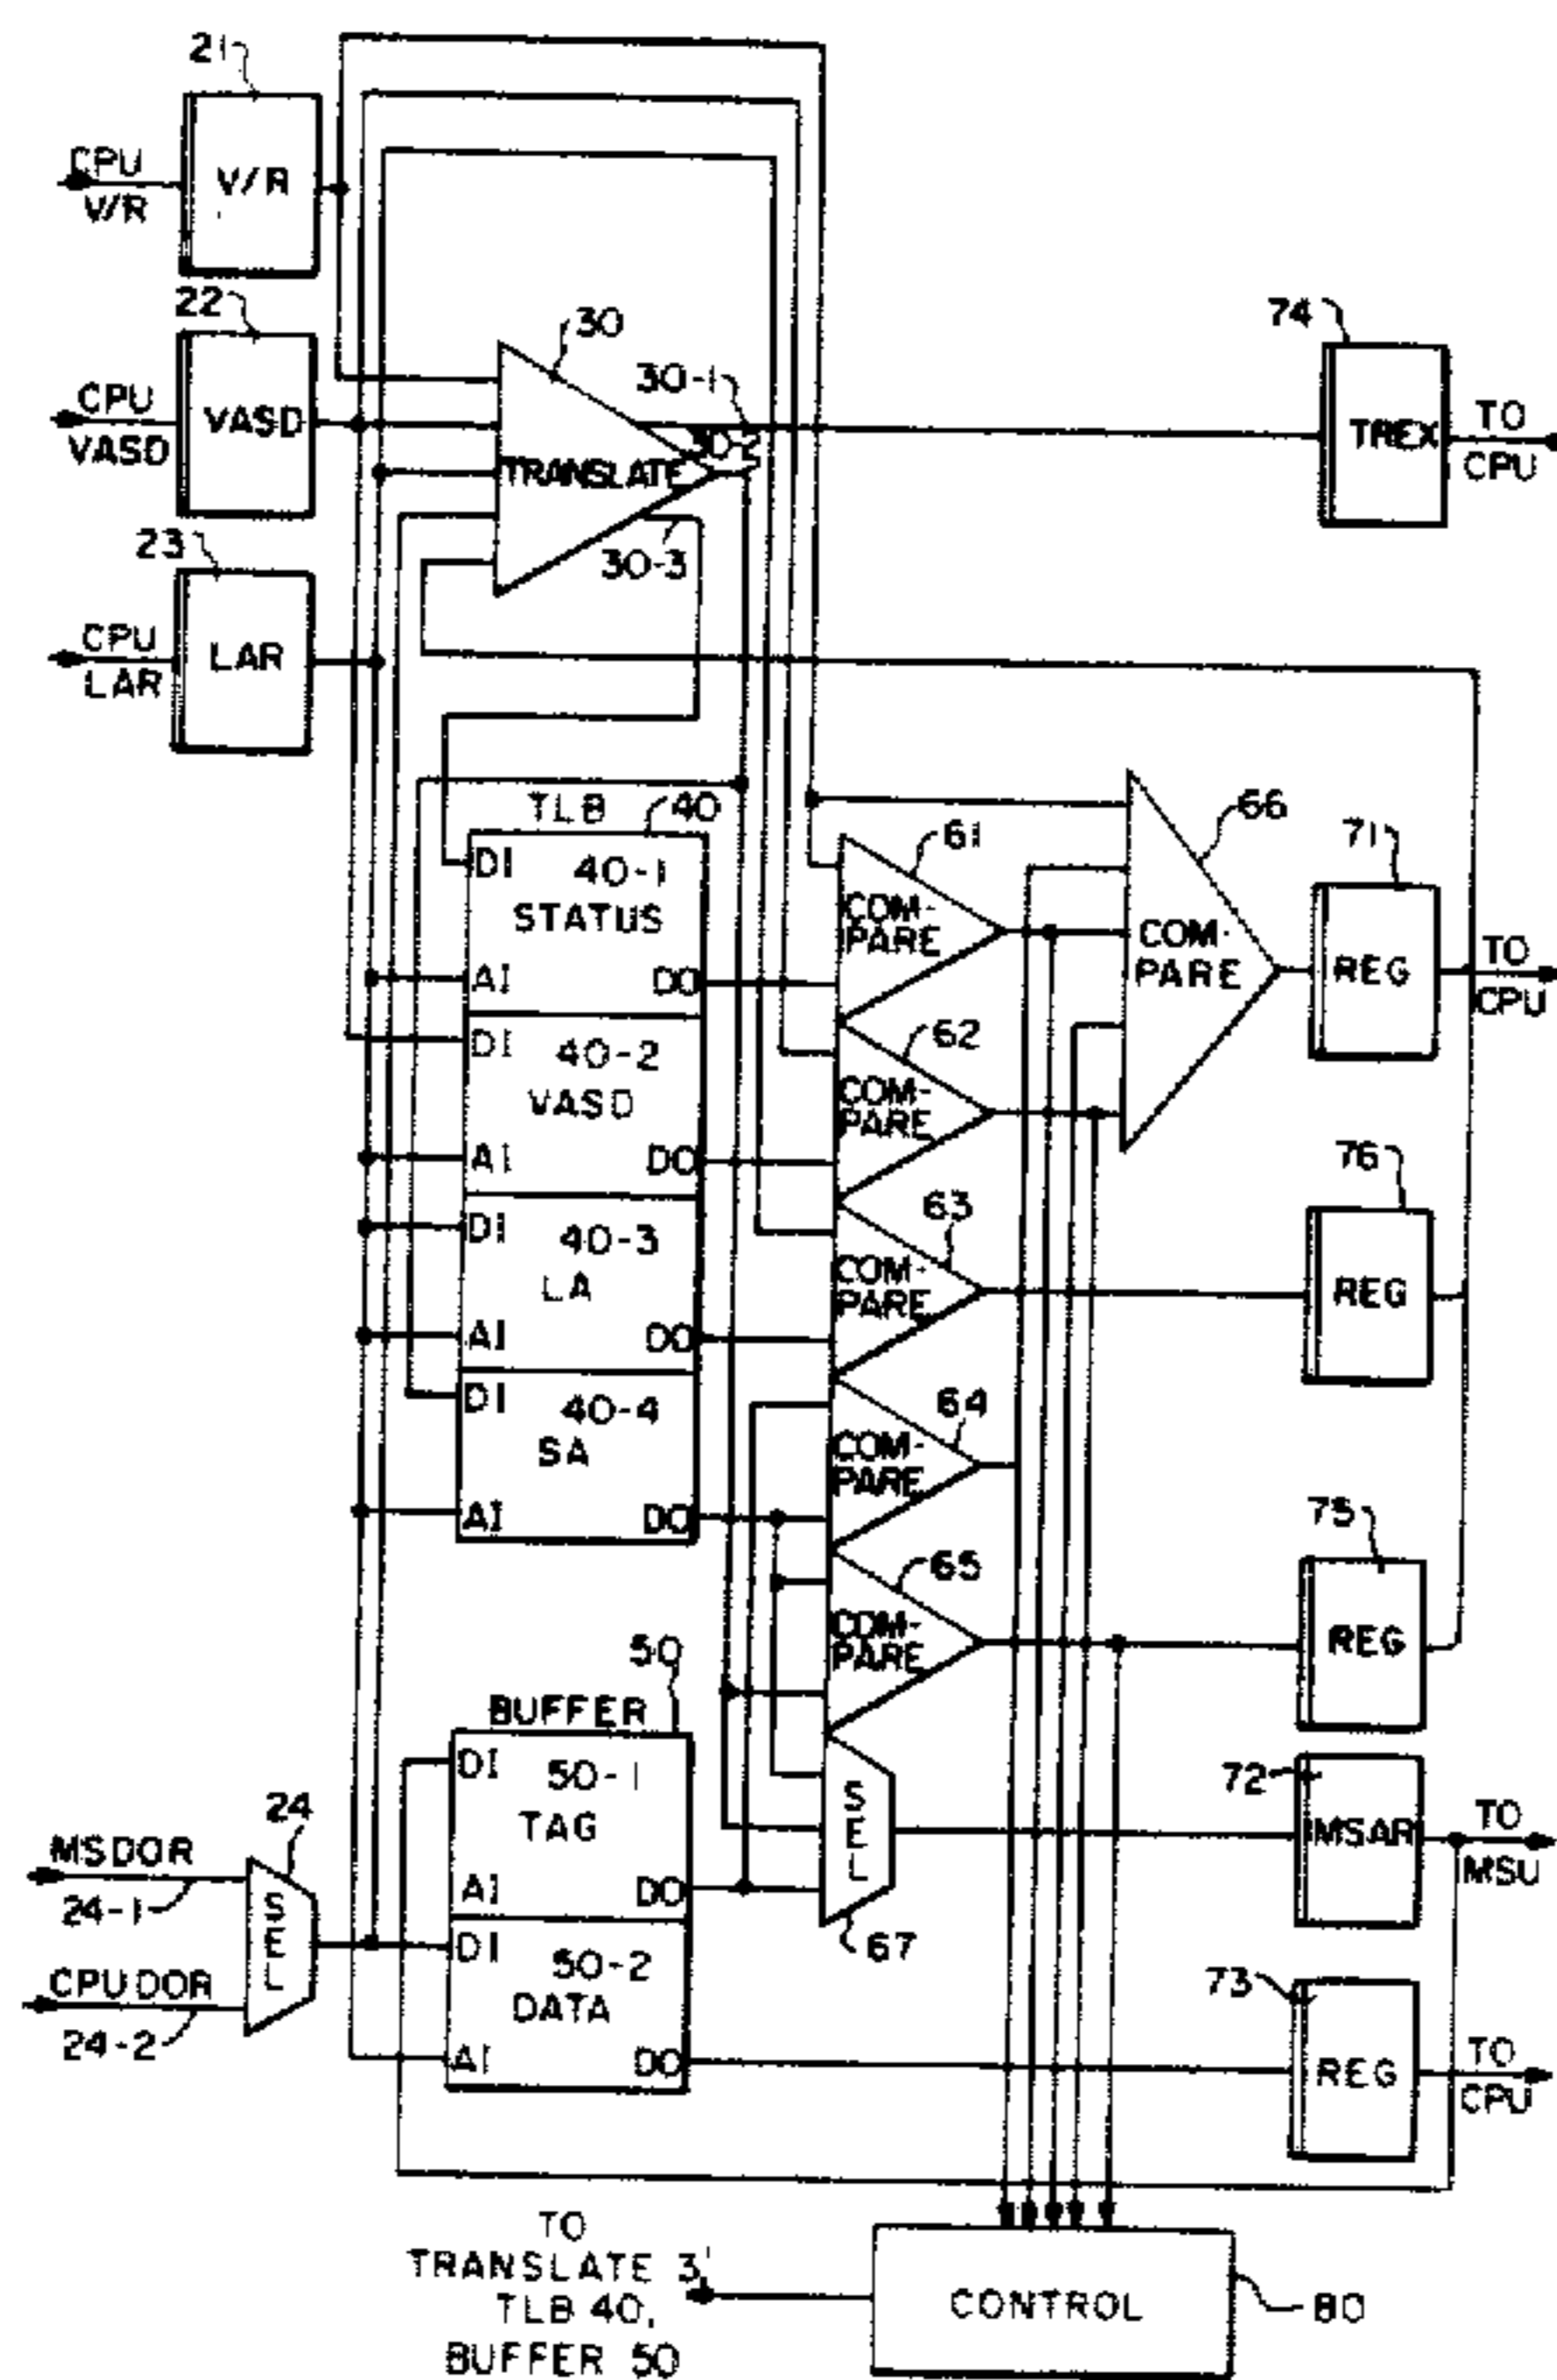 21
CPU
V/R
V/R
22
CPU
VASD
VASD
23
CPU
LAR
LAR
30
TRANSLATE
30-1
30-3
74
TREX
TO
CPU
TLB
40
DI
40-1
STATUS
AI
DO
DI
40-2
VASD
AI
DO
DI
40-3
LA
AI
DO
DI
40-4
SA
AI
DO
61
COM-
PARE
62
COM-
PARE
63
COM-
PARE
64
COM-
PARE
65
COM-
PARE
66
COM-
PARE
71
REG
TO
CPU
76
REG
75
REG
BUFFER
50
DI
50-1
TAG
AI
DO
DI
50-2
DATA
AI
DO
MSDOR
24-1
24
SEL
CPUDOR
24-2
SEL
67
72
MSAR
TO
MSU
73
REG
TO
CPU
TO
TRANSLATE 3
TLB 40,
BUFFER 50
CONTROL
80